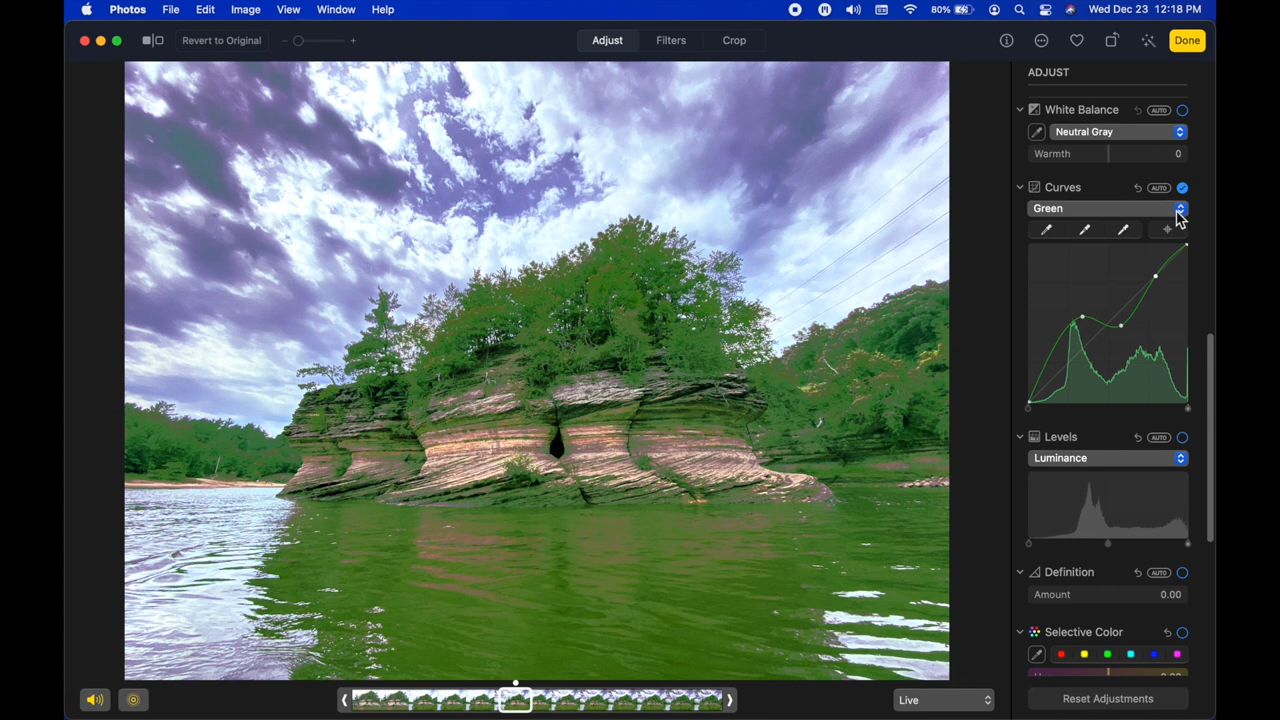 Photos File Edit Image View Window Help 80% Wed Dec 23 12:18 PM
Revert to Original - + Adjust Filters Crop Done
ADJUST
White Balance AUTO
Neutral Gray
Warmth 0
Curves AUTO
Green
Levels AUTO
Luminance
Definition AUTO
Amount 0.00
Selective Color
Reset Adjustments
Live